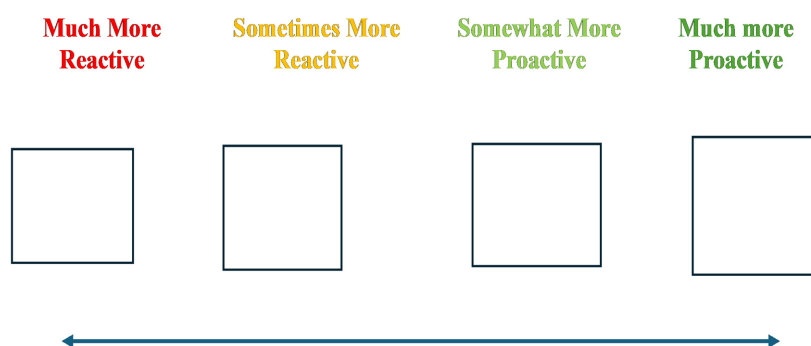 Much More
Reactive
Sometimes More
Reactive
Somewhat More
Proactive
Much more
Proactive